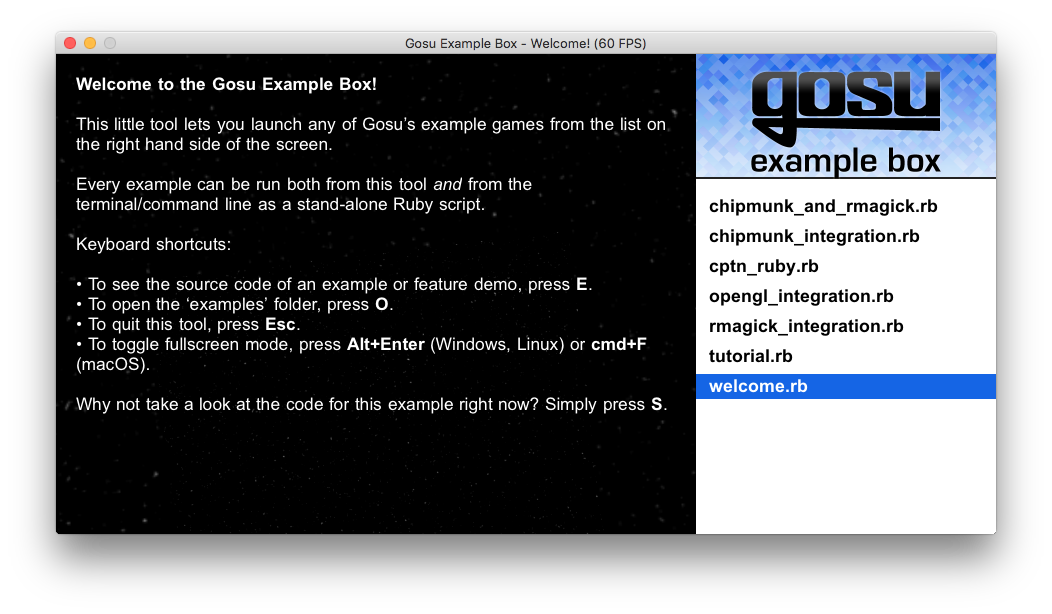 Gosu Example Box - Welcome! (60 FPS)
Welcome to the Gosu Example Box!
This little tool lets you launch any of Gosu’s example games from the list on
the right hand side of the screen.
Every example can be run both from this tool and from the
terminal/command line as a stand-alone Ruby script.
Keyboard shortcuts:
• To see the source code of an example or feature demo, press E.
• To open the ‘examples’ folder, press O.
• To quit this tool, press Esc.
• To toggle fullscreen mode, press Alt+Enter (Windows, Linux) or cmd+F
(macOS).
Why not take a look at the code for this example right now? Simply press S.
gosu
example box
chipmunk_and_rmagick.rb
chipmunk_integration.rb
cptn_ruby.rb
opengl_integration.rb
rmagick_integration.rb
tutorial.rb
welcome.rb